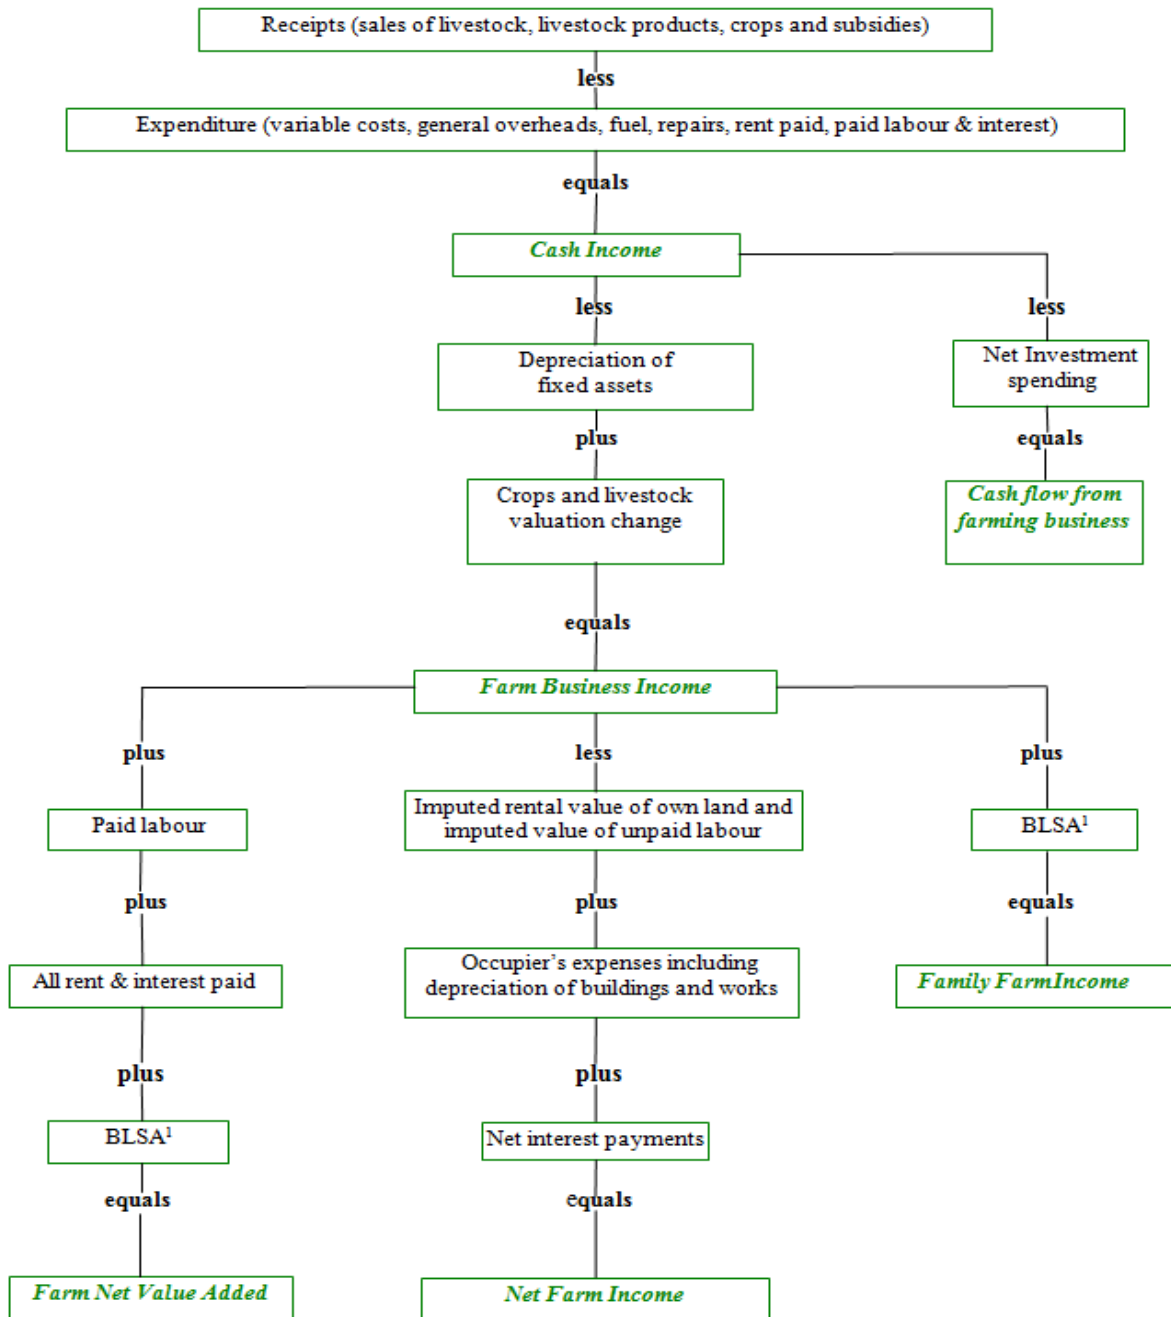 Receipts (sales of livestock, livestock products, crops and subsidies)
less
Expenditure (variable costs, general overheads, fuel, repairs, rent paid, paid labour & interest)
equals
Cash Income
less
less
Depreciation of
fixed assets
Net Investment
spending
plus
equals
Crops and livestock
valuation change
Cash flow from
farming business
equals
Farm Business Income
plus
less
plus
Paid labour
Imputed rental value of own land and
imputed value of unpaid labour
BLSA¹
plus
plus
equals
All rent & interest paid
Occupier’s expenses including
depreciation of buildings and works
Family FarmIncome
plus
plus
BLSA¹
Net interest payments
equals
equals
Farm Net Value Added
Net Farm Income